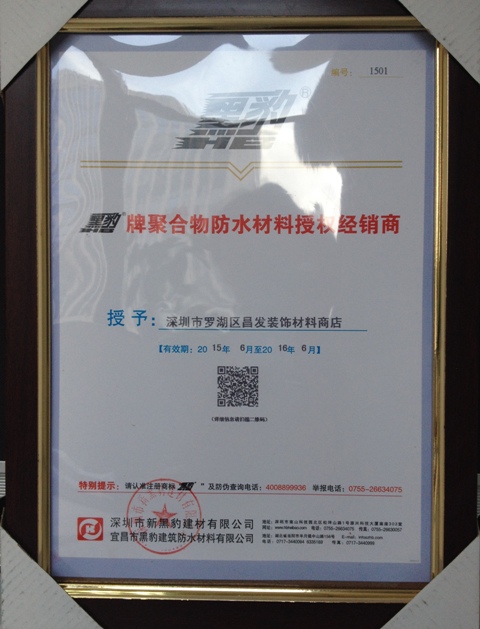 编号： 1501
黑豹®
HB
黑豹® 牌聚合物防水材料授权经销商
授予：深圳市罗湖区昌发装饰材料商店
【有效期：2015年 6月至2016年 6月】
(详细信息请扫描二维码)
特别提示：请认准注册商标“黑豹”及防伪查询电话：4008899936 举报电话：0755-26634075
深圳市新黑豹建材有限公司
宜昌市黑豹建筑防水材料有限公司